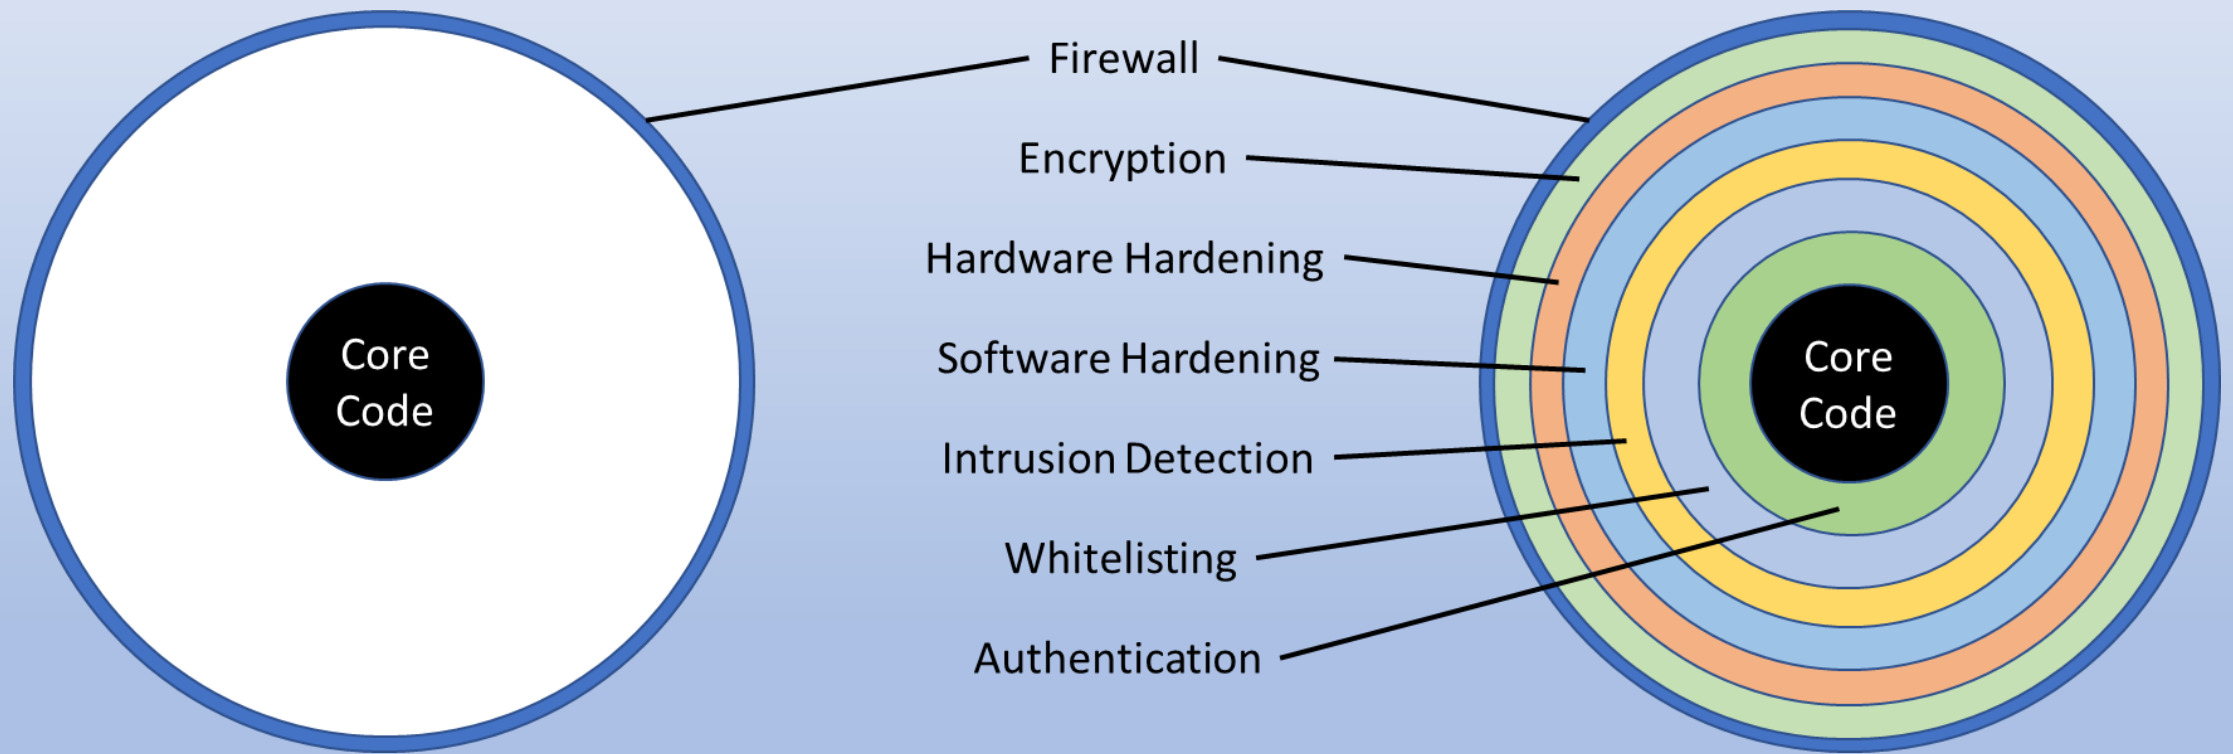 Firewall
Encryption
Hardware Hardening
Software Hardening
Intrusion Detection
Whitelisting
Authentication
Core
Code
Core
Code